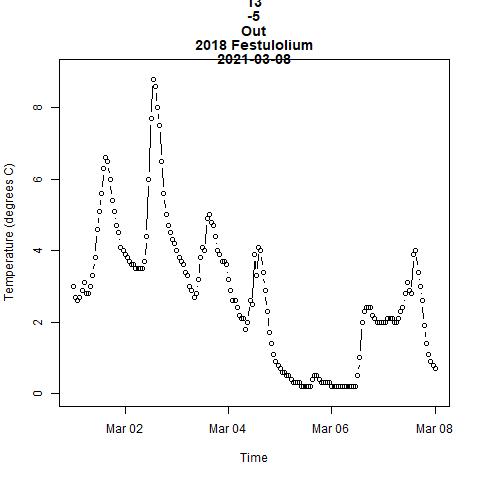 13
-5
Out
2018 Festulolium
2021-03-08
Temperature (degrees C)
8
6
4
2
0
Mar 02
Mar 04
Mar 06
Mar 08
Time